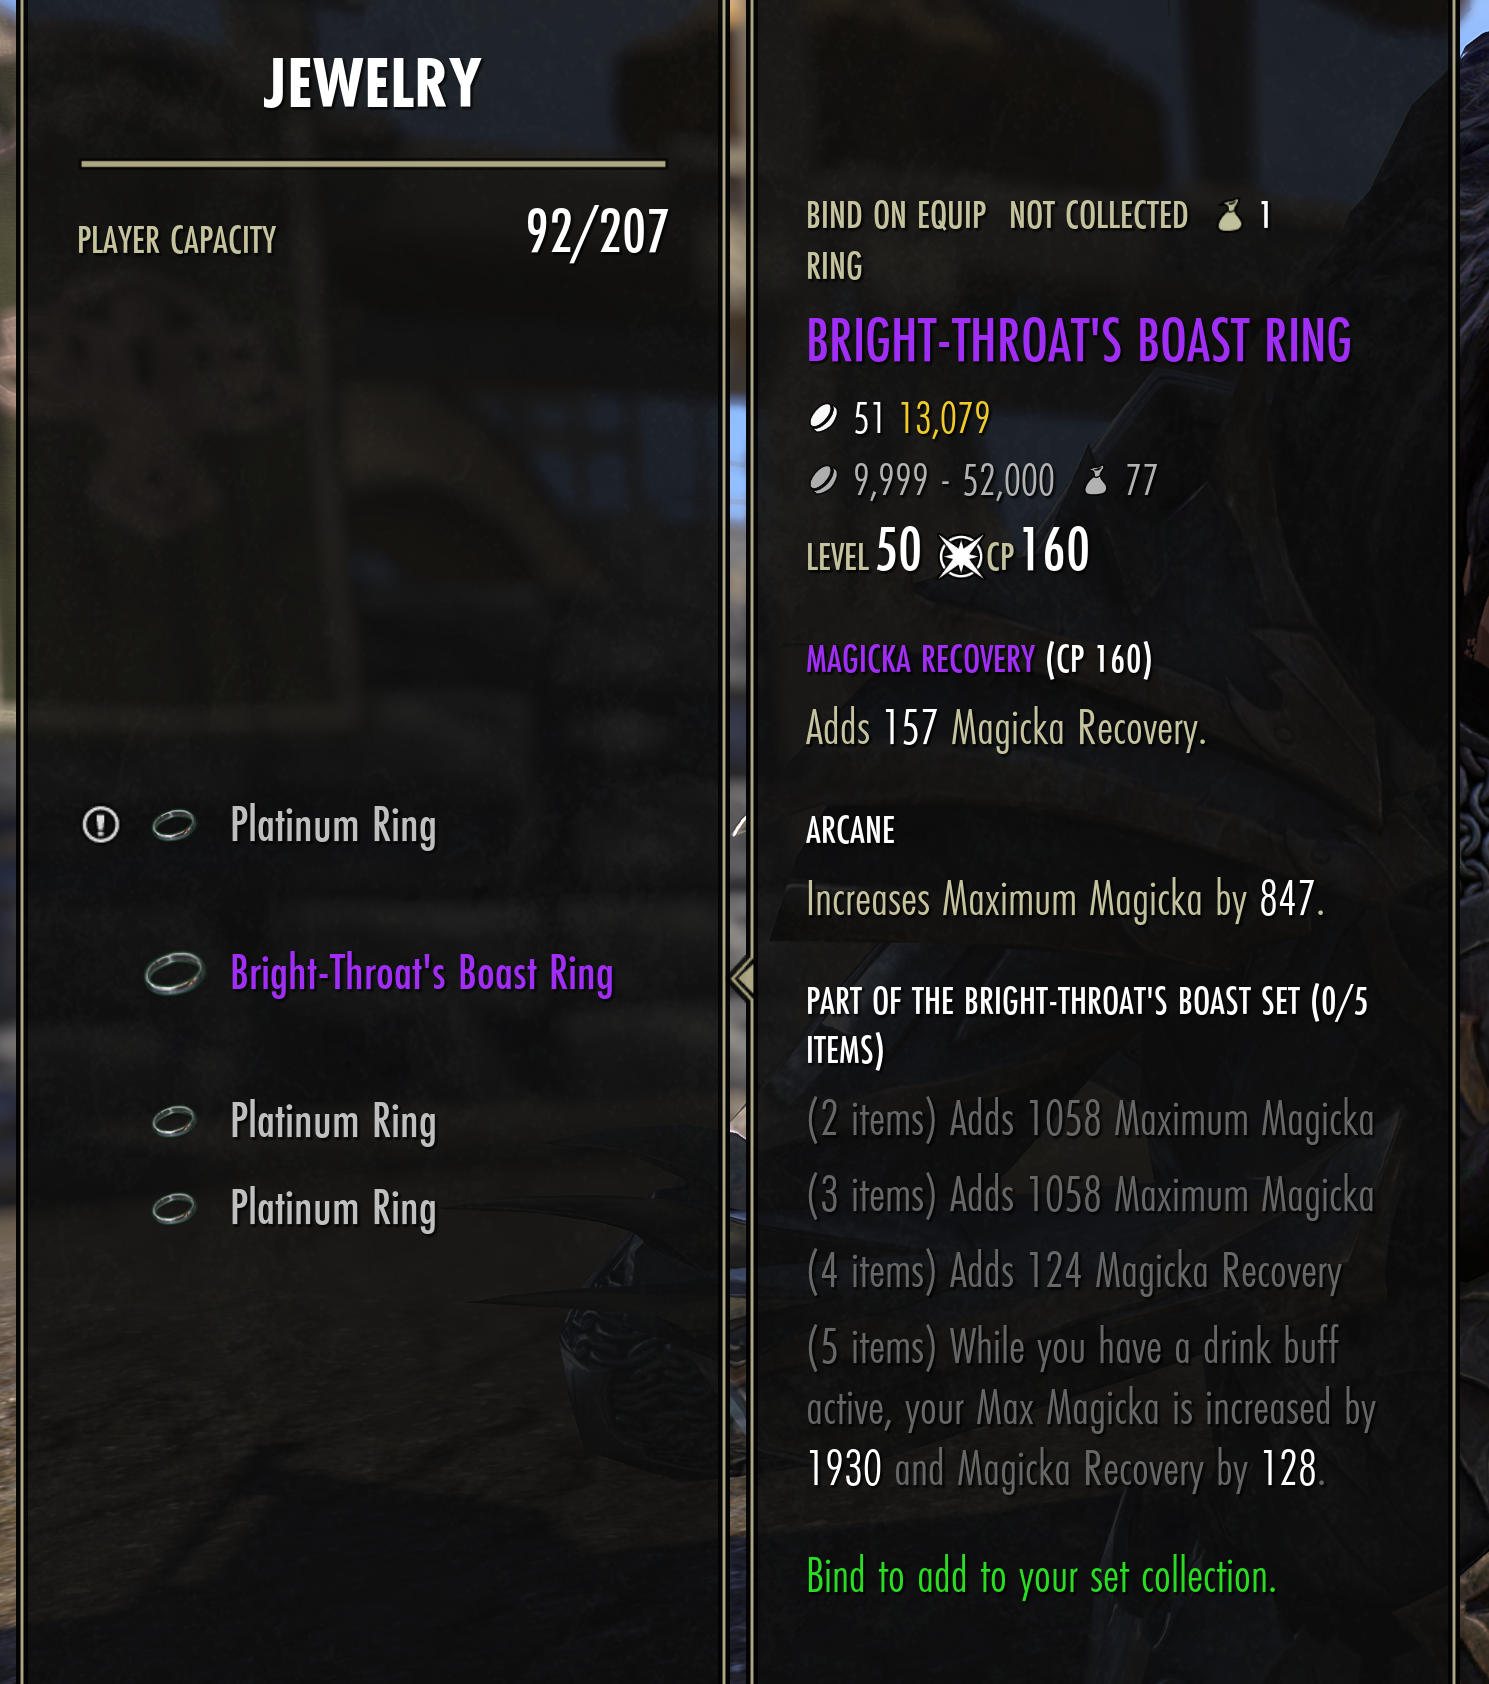 JEWELRY
PLAYER CAPACITY 92/207
Platinum Ring
Bright-Throat's Boast Ring
Platinum Ring
Platinum Ring
BIND ON EQUIP NOT COLLECTED 1
RING
BRIGHT-THROAT'S BOAST RING
51 13,079
9,999 - 52,000 77
LEVEL 50 CP 160
MAGICKA RECOVERY (CP 160)
Adds 157 Magicka Recovery.
ARCANE
Increases Maximum Magicka by 847.
PART OF THE BRIGHT-THROAT'S BOAST SET (0/5
ITEMS)
(2 items) Adds 1058 Maximum Magicka
(3 items) Adds 1058 Maximum Magicka
(4 items) Adds 124 Magicka Recovery
(5 items) While you have a drink buff
active, your Max Magicka is increased by
1930 and Magicka Recovery by 128.
Bind to add to your set collection.